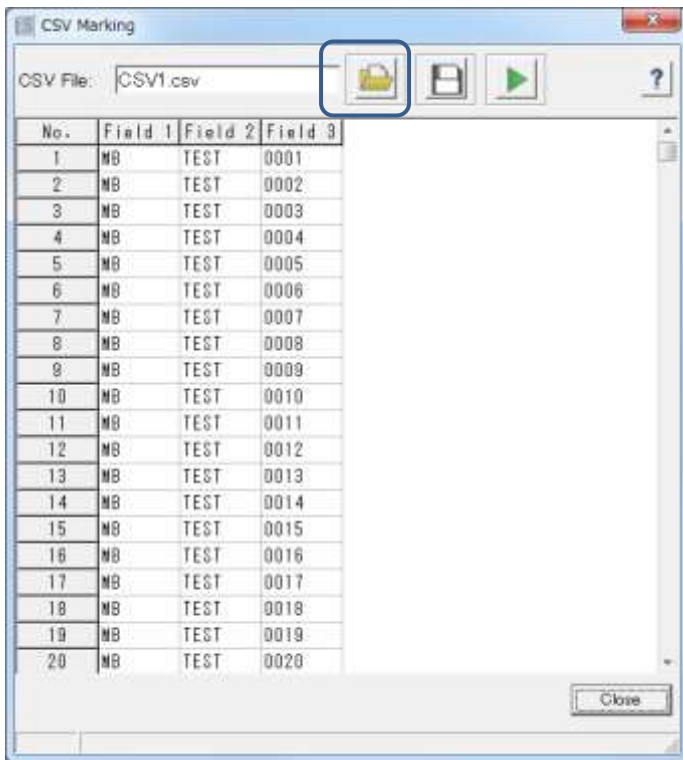 CSV Marking
CSV File: CSV1.csv ?
No. Field 1 Field 2 Field 3
1 MB TEST 0001
2 MB TEST 0002
3 MB TEST 0003
4 MB TEST 0004
5 MB TEST 0005
6 MB TEST 0006
7 MB TEST 0007
8 MB TEST 0008
9 MB TEST 0009
10 MB TEST 0010
11 MB TEST 0011
12 MB TEST 0012
13 MB TEST 0013
14 MB TEST 0014
15 MB TEST 0015
16 MB TEST 0016
17 MB TEST 0017
18 MB TEST 0018
19 MB TEST 0019
20 MB TEST 0020
Close